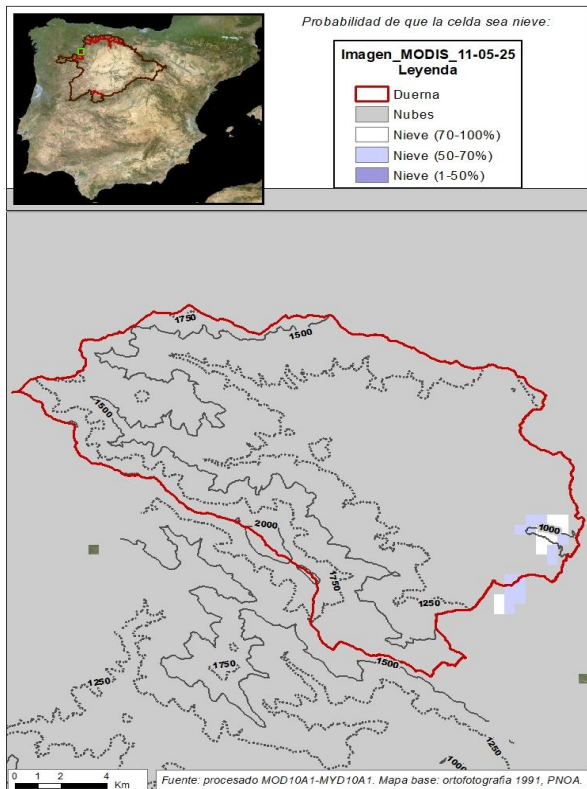 Probabilidad de que la celda sea nieve:
Imagen_MODIS_11-05-25
Leyenda
Duerna
Nubes
Nieve (70-100%)
Nieve (50-70%)
Nieve (1-50%)
1750
1500
1500
1000
2000
1750
1250
1500
1750
1250
1250
1000
0 1 2 4
Km
Fuente: procesado MOD10A1-MYD10A1. Mapa base: ortofotografia 1991, PNOA.